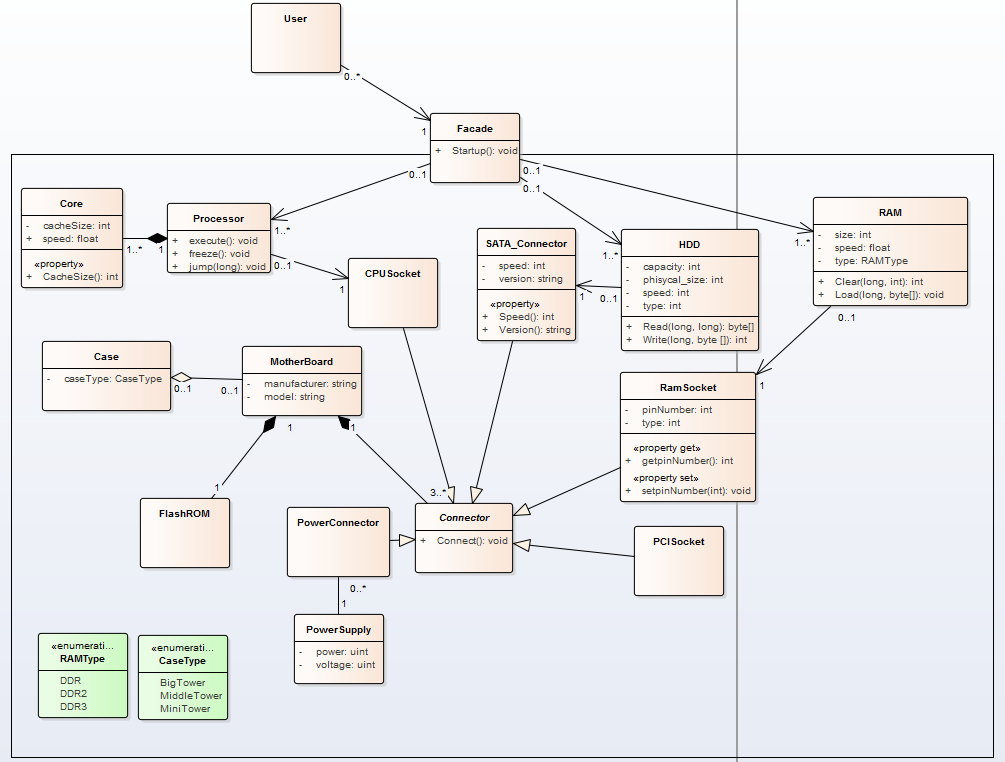 User
0..*
1
Facade
+ Startup(): void
0..1
0..1
0..1
Core
- cacheSize: int
+ speed: float
«property»
+ CacheSize(): int
1..*
1
Processor
+ execute(): void
+ freeze(): void
+ jump(long): void
1..*
0..1
1
CPUSocket
SATA_Connector
- speed: int
- version: string
«property»
+ Speed(): int
+ Version(): string
1
0..1
1..*
HDD
- capacity: int
- phisycal_size: int
- speed: int
- type: int
+ Read(long, long): byte[]
+ Write(long, byte []): int
1..*
RAM
- size: int
- speed: float
- type: RAMType
+ Clear(long, int): int
+ Load(long, byte[]): void
0..1
1
Case
- caseType: CaseType
0..1
0..1
MotherBoard
- manufacturer: string
- model: string
1
1
RamSocket
- pinNumber: int
- type: int
«property get»
+ getpinNumber(): int
«property set»
+ setpinNumber(int): void
1
FlashROM
PowerConnector
3..*
Connector
+ Connect(): void
PCISocket
0..*
1
PowerSupply
- power: uint
- voltage: uint
«enumerati...
RAMType
DDR
DDR2
DDR3
«enumerati...
CaseType
BigTower
MiddleTower
MiniTower